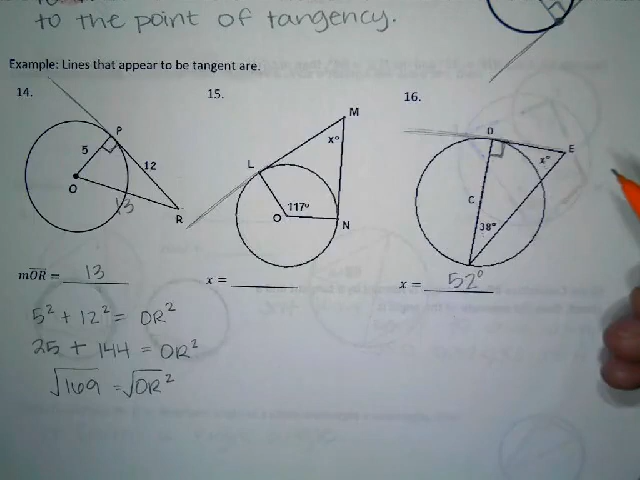 to the point of tangency.
Example: Lines that appear to be tangent are.
14. 15. 16.
P
5
12
O
13
R
M
x°
L
117°
O
N
D
E
x°
C
38°
mOR = 13
x =
x = 52°
5² + 12² = OR²
25 + 144 = OR²
√169 = √OR²